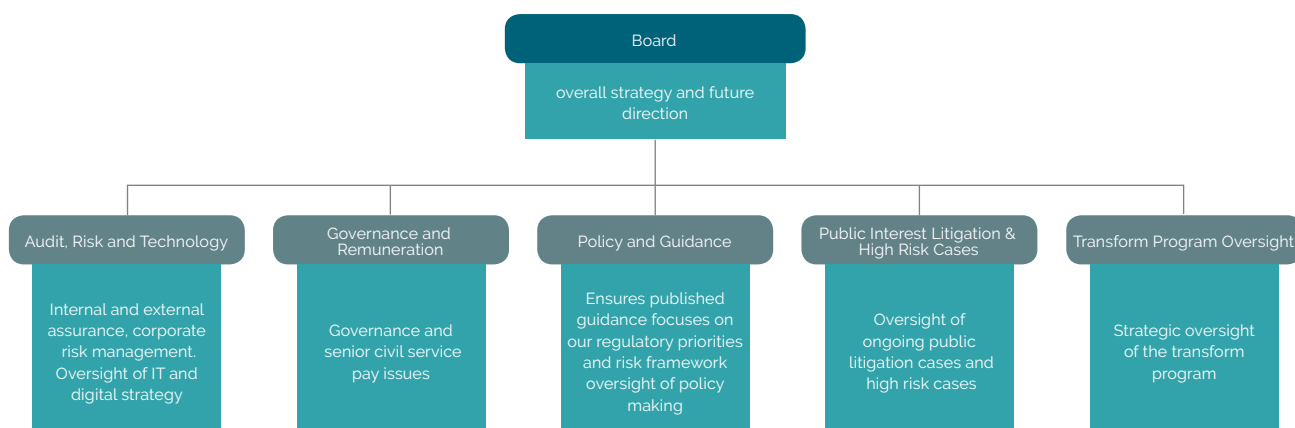 Board
overall strategy and future
direction
Audit, Risk and Technology
Internal and external
assurance, corporate
risk management.
Oversight of IT and
digital strategy
Governance and
Remuneration
Governance and
senior civil service
pay issues
Policy and Guidance
Ensures published
guidance focuses on
our regulatory priorities
and risk framework
oversight of policy
making
Public Interest Litigation &
High Risk Cases
Oversight of
ongoing public
litigation cases and
high risk cases
Transform Program Oversight
Strategic oversight
of the transform
program